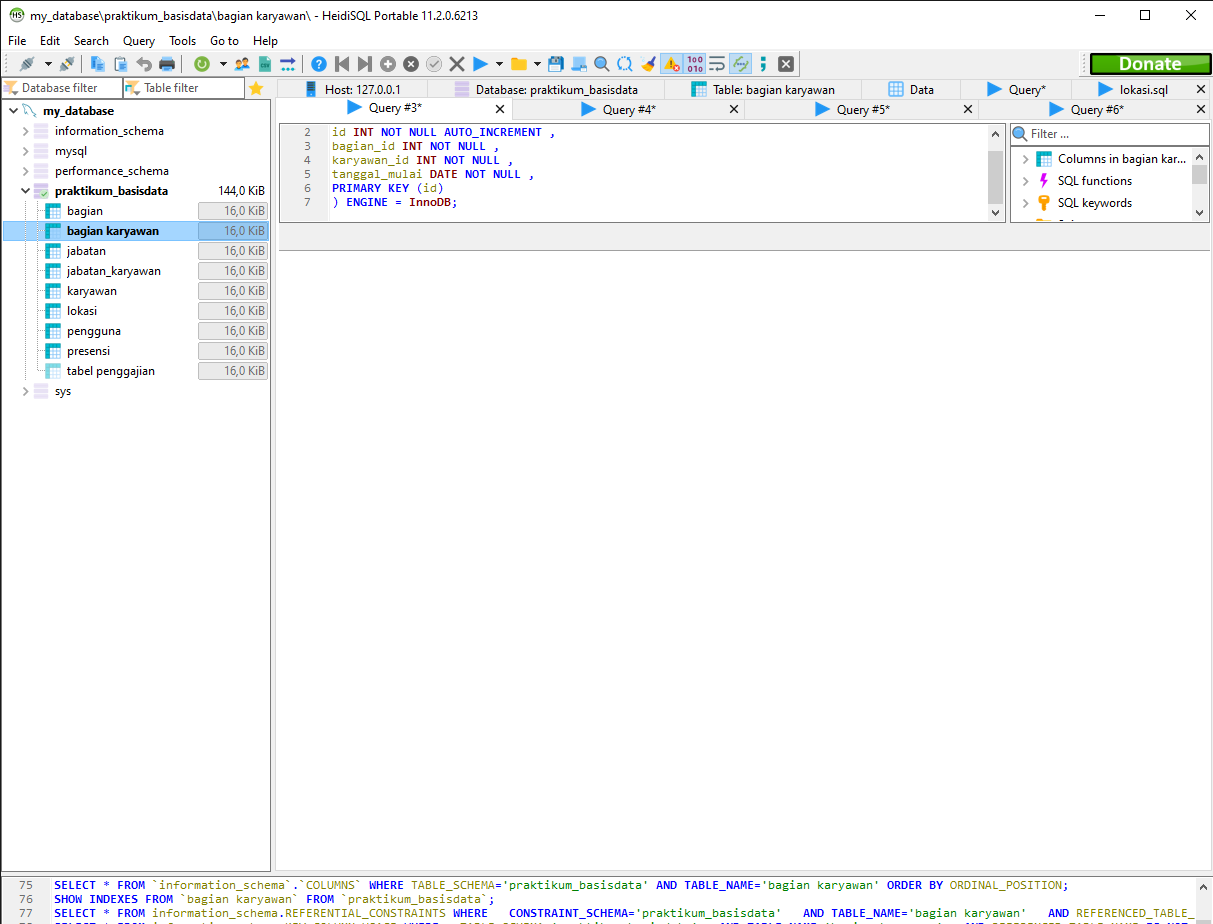 my_database\praktikum_basisdata\bagian karyawan\ - HeidiSQL Portable 11.2.0.6213
File Edit Search Query Tools Go to Help
Donate
Database filter Table filter
Host: 127.0.0.1 Database: praktikum_basisdata Table: bagian karyawan Data Query* lokasi.sql
Query #3* Query #4* Query #5* Query #6*
my_database
information_schema
mysql
performance_schema
praktikum_basisdata 144,0 KiB
bagian 16,0 KiB
bagian karyawan 16,0 KiB
jabatan 16,0 KiB
jabatan_karyawan 16,0 KiB
karyawan 16,0 KiB
lokasi 16,0 KiB
pengguna 16,0 KiB
presensi 16,0 KiB
tabel penggajian 16,0 KiB
sys
2 id INT NOT NULL AUTO_INCREMENT ,
3 bagian_id INT NOT NULL ,
4 karyawan_id INT NOT NULL ,
5 tanggal_mulai DATE NOT NULL ,
6 PRIMARY KEY (id)
7 ) ENGINE = InnoDB;
Filter ...
Columns in bagian kar...
SQL functions
SQL keywords
75 SELECT * FROM `information_schema`.`COLUMNS` WHERE TABLE_SCHEMA='praktikum_basisdata' AND TABLE_NAME='bagian karyawan' ORDER BY ORDINAL_POSITION;
76 SHOW INDEXES FROM `bagian karyawan` FROM `praktikum_basisdata`;
77 SELECT * FROM information_schema.REFERENTIAL_CONSTRAINTS WHERE CONSTRAINT_SCHEMA='praktikum_basisdata' AND TABLE_NAME='bagian karyawan' AND REFERENCED_TABLE_